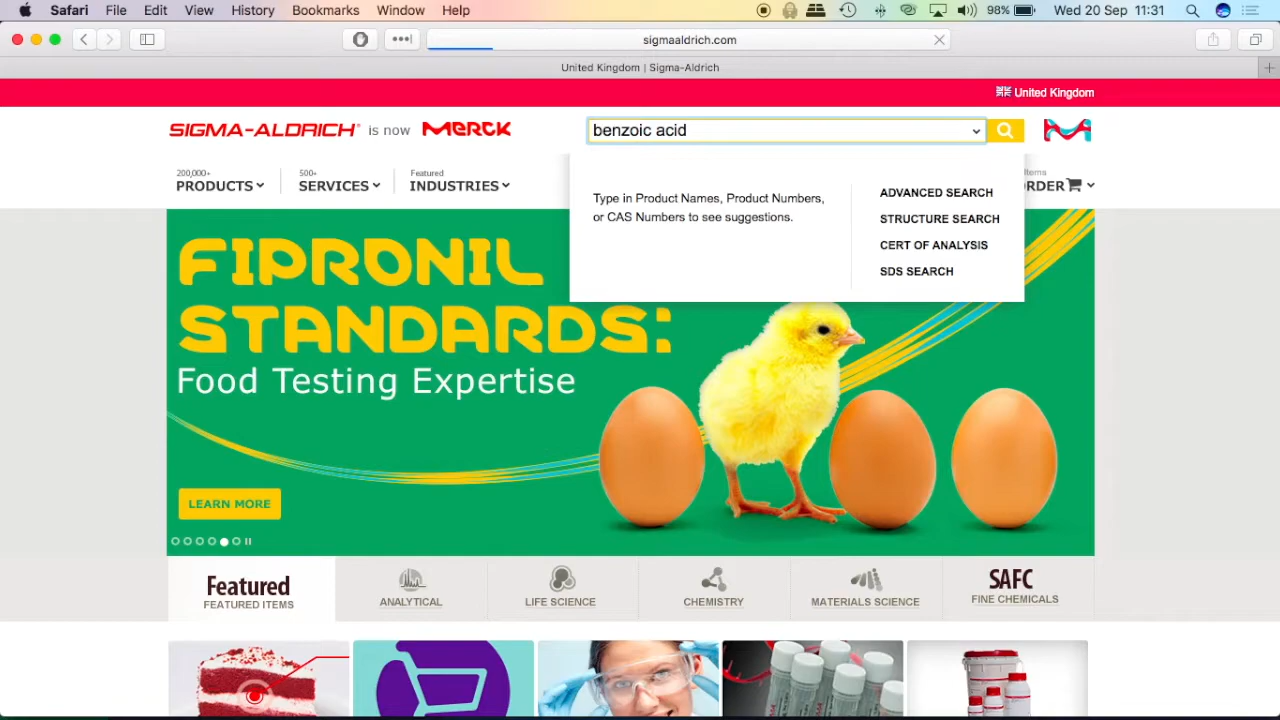 Safari File Edit View History Bookmarks Window Help 98% Wed 20 Sep 11:31
sigmaaldrich.com
United Kingdom | Sigma-Aldrich
United Kingdom
SIGMA-ALDRICH® is now MERCK
benzoic acid
200,000+
PRODUCTS
500+
SERVICES
Featured
INDUSTRIES
Items
ORDER
Type in Product Names, Product Numbers,
or CAS Numbers to see suggestions.
ADVANCED SEARCH
STRUCTURE SEARCH
CERT OF ANALYSIS
SDS SEARCH
FIPRONIL
STANDARDS:
Food Testing Expertise
LEARN MORE
Featured
FEATURED ITEMS
ANALYTICAL
LIFE SCIENCE
CHEMISTRY
MATERIALS SCIENCE
SAFC
FINE CHEMICALS